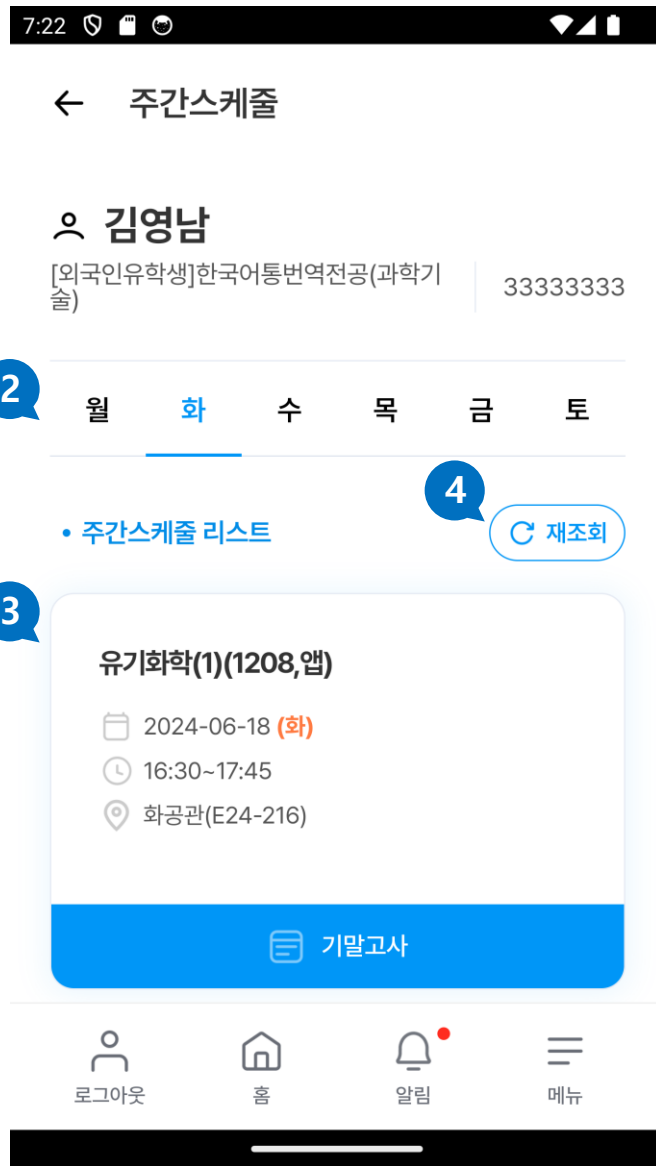 7:22
주간스케줄
김영남
[외국인유학생]한국어통번역전공(과학기
술)
33333333
2
월 화 수 목 금 토
4
• 주간스케줄 리스트
재조회
3
유기화학(1)(1208,앱)
2024-06-18 (화)
16:30~17:45
화공관(E24-216)
기말고사
로그아웃 홈 알림 메뉴